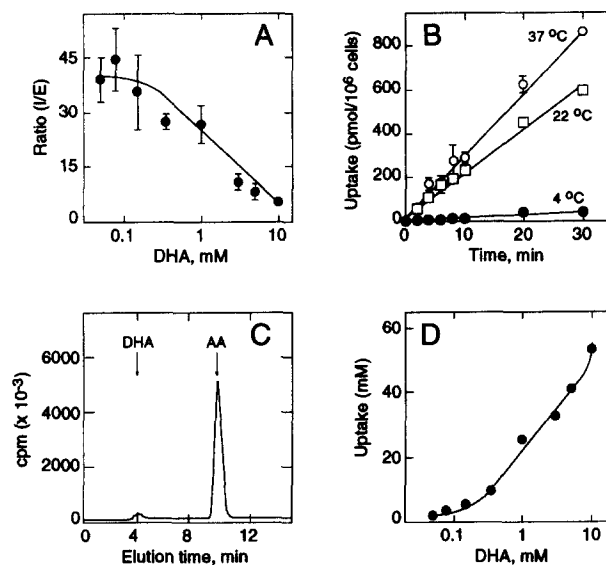 A
Ratio (I/E)
45
30
15
0
0.1
1
10
DHA, mM
B
Uptake (pmol/10⁶ cells)
800
600
400
200
0
0
10
20
30
37 ºC
22 ºC
4 ºC
Time, min
C
DHA
AA
cpm (x 10⁻³)
6000
4000
2000
0
0
4
8
12
Elution time, min
D
Uptake (mM)
60
40
20
0
0.1
1
10
DHA, mM